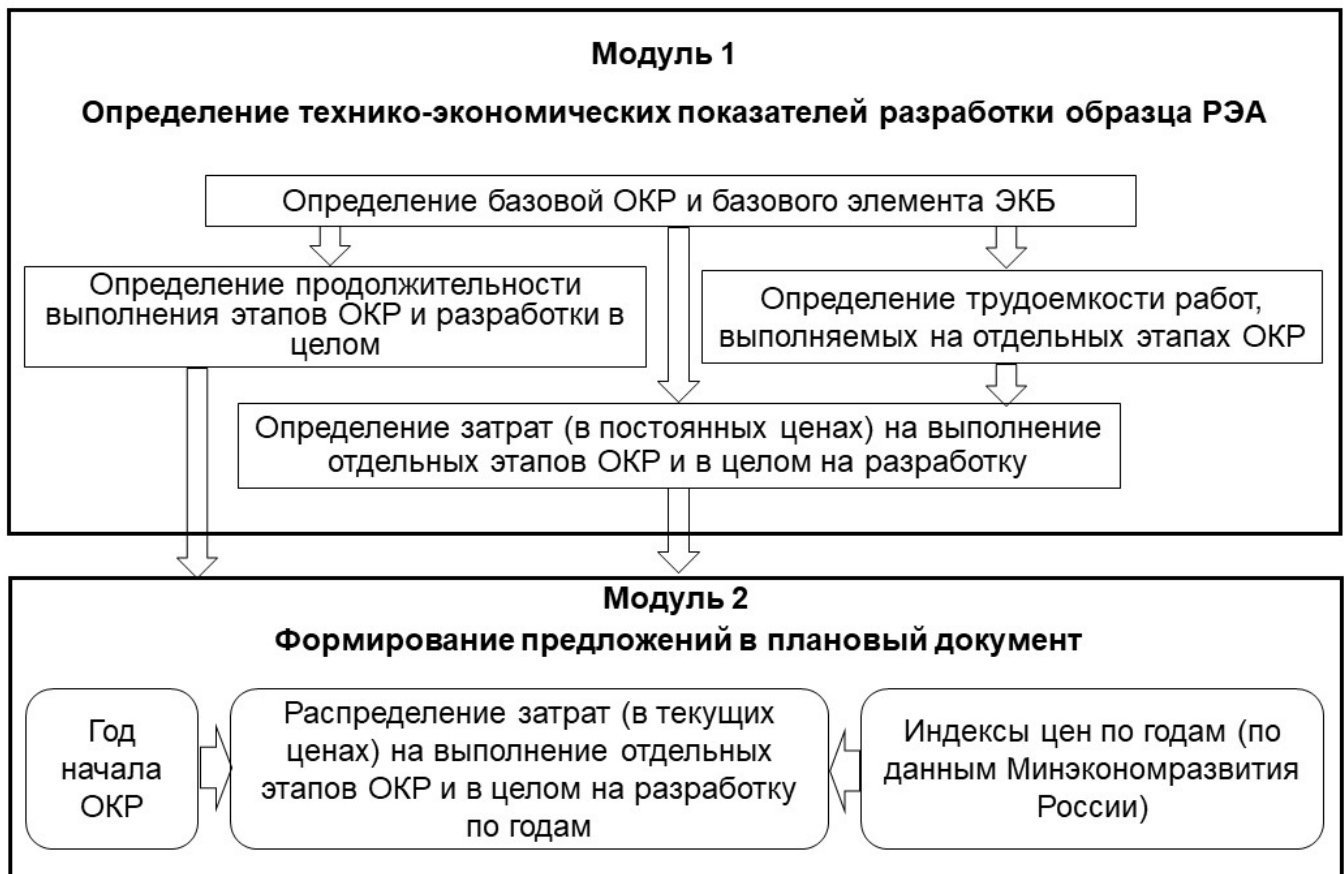 Модуль 1
Определение технико-экономических показателей разработки образца РЭА
Определение базовой ОКР и базового элемента ЭКБ
Определение продолжительности
выполнения этапов ОКР и разработки в
целом
Определение трудоемкости работ,
выполняемых на отдельных этапах ОКР
Определение затрат (в постоянных ценах) на выполнение
отдельных этапов ОКР и в целом на разработку
Модуль 2
Формирование предложений в плановый документ
Год
начала
ОКР
Распределение затрат (в текущих
ценах) на выполнение отдельных
этапов ОКР и в целом на разработку
по годам
Индексы цен по годам (по
данным Минэкономразвития
России)